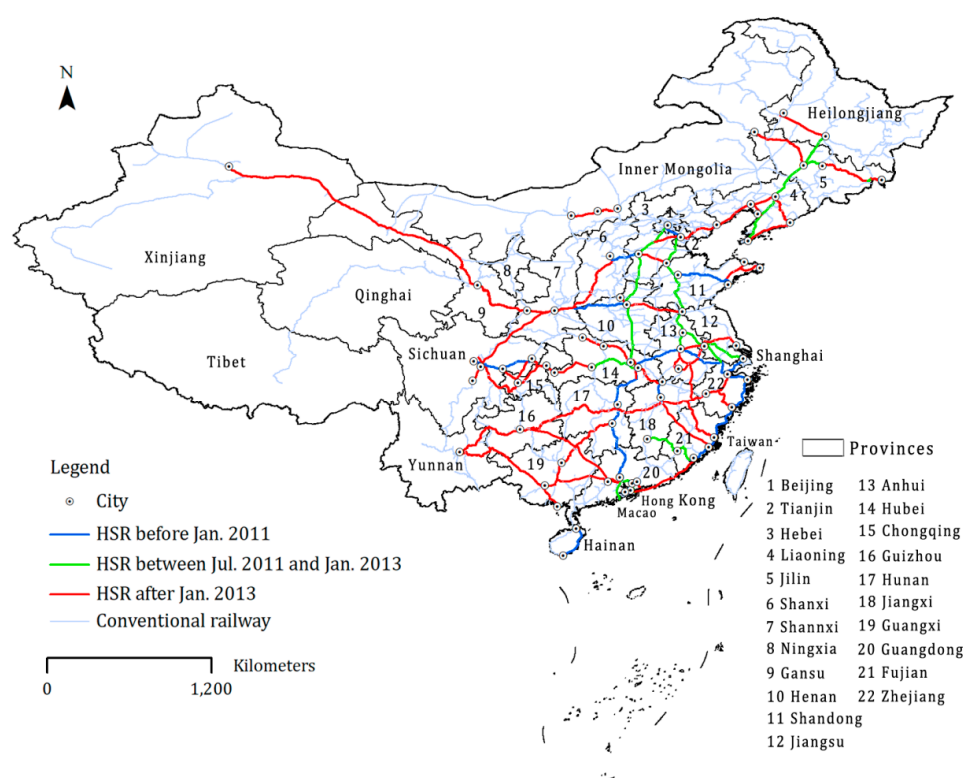 N
Heilongjiang
Inner Mongolia
5
4
3
1
6
Xinjiang
8
7
11
Qinghai
9
12
10
13
Sichuan
Shanghai
Tibet
14
15
22
17
16
18
21
Taiwan
Yunnan
19
20
Hong Kong
Macao
Hainan
Legend
City
HSR before Jan. 2011
HSR between Jul. 2011 and Jan. 2013
HSR after Jan. 2013
Conventional railway
Kilometers
0
1,200
Provinces
1 Beijing
2 Tianjin
3 Hebei
4 Liaoning
5 Jilin
6 Shanxi
7 Shannxi
8 Ningxia
9 Gansu
10 Henan
11 Shandong
12 Jiangsu
13 Anhui
14 Hubei
15 Chongqing
16 Guizhou
17 Hunan
18 Jiangxi
19 Guangxi
20 Guangdong
21 Fujian
22 Zhejiang